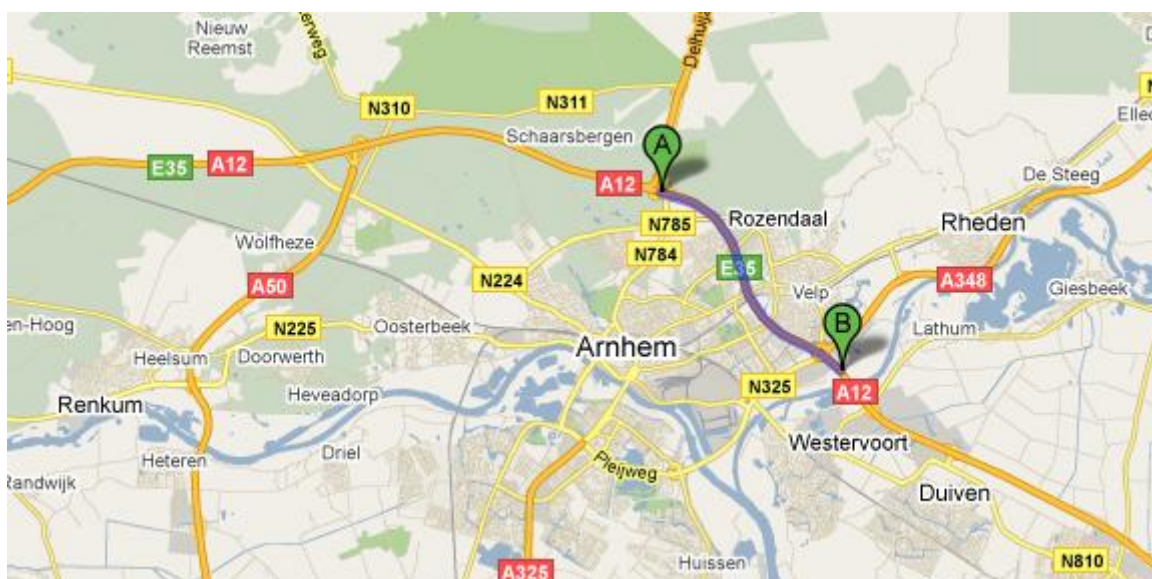 Nieuw
Reemst
N310
N311
Delhuij
Schaarsbergen
A
E35
A12
A12
Elle
De Steeg
N785
Rozendaal
Rheden
Wolfheze
N784
E35
N224
A50
Velp
A348
Giesbeek
B
en-Hoog
N225
Oosterbeek
Lathum
Heelsum
Doorwerth
Arnhem
Renkum
Heveadorp
N325
A12
Westervoort
Driel
Heteren
Pleijweg
Randwijk
Duiven
Huissen
N810
A325